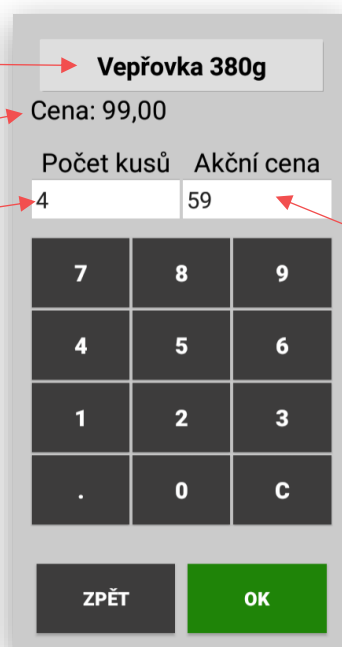 Vepřovka 380g
Cena: 99,00
Počet kusů Akční cena
4 59
7 8 9
4 5 6
1 2 3
. 0 C
ZPĚT OK